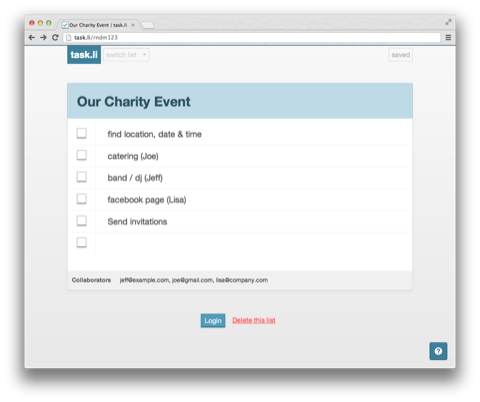 Our Charity Event | task.li
task.li/rndm123
task.li
switch list
saved
Our Charity Event
find location, date & time
catering (Joe)
band / dj (Jeff)
facebook page (Lisa)
Send invitations
Collaborators jeff@example.com, joe@gmail.com, lisa@company.com
Login
Delete this list
?